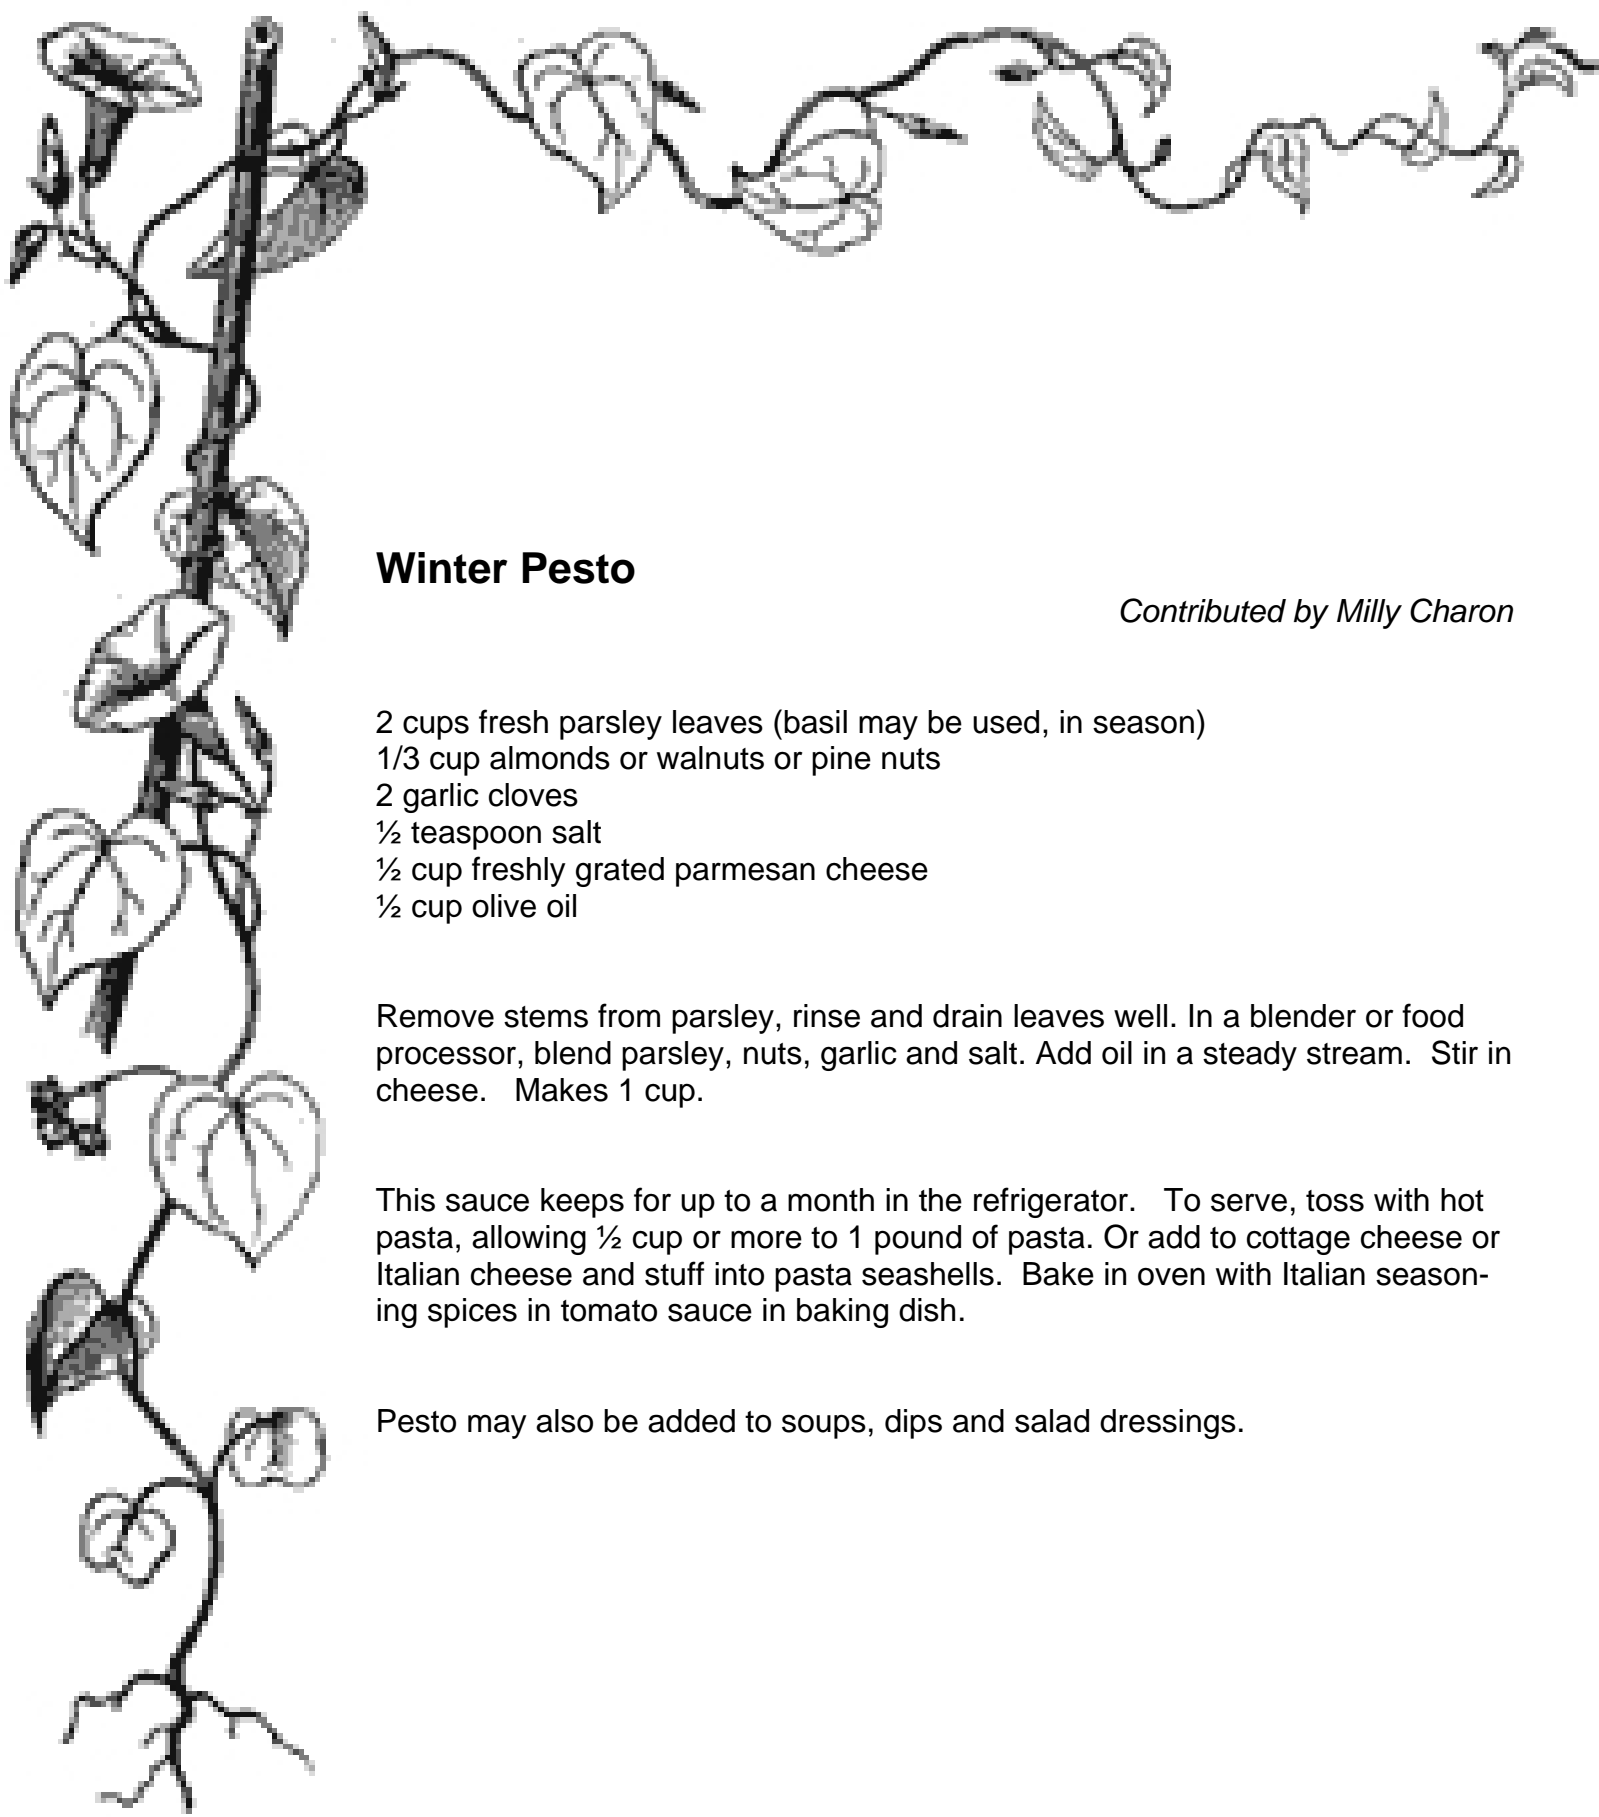 Winter Pesto
Contributed by Milly Charon
2 cups fresh parsley leaves (basil may be used, in season)
1/3 cup almonds or walnuts or pine nuts
2 garlic cloves
½ teaspoon salt
½ cup freshly grated parmesan cheese
½ cup olive oil
Remove stems from parsley, rinse and drain leaves well. In a blender or food
processor, blend parsley, nuts, garlic and salt. Add oil in a steady stream.  Stir in
cheese.   Makes 1 cup.
This sauce keeps for up to a month in the refrigerator.   To serve, toss with hot
pasta, allowing ½ cup or more to 1 pound of pasta. Or add to cottage cheese or
Italian cheese and stuff into pasta seashells.  Bake in oven with Italian season-
ing spices in tomato sauce in baking dish.
Pesto may also be added to soups, dips and salad dressings.